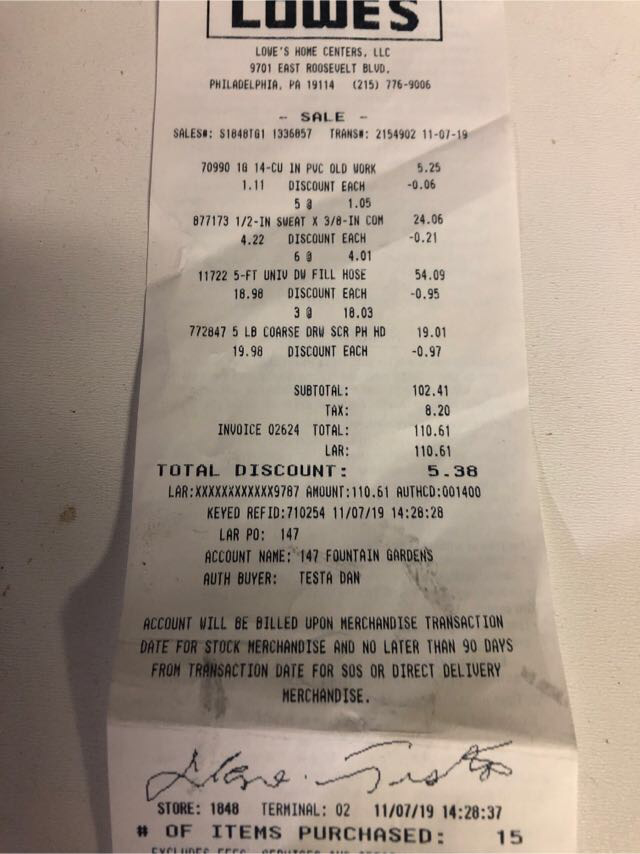 LOWE'S
LOWE'S HOME CENTERS, LLC
9701 EAST ROOSEVELT BLVD.
PHILADELPHIA, PA 19114 (215) 776-9006
- SALE -
SALES#: S1848TG1 1336857 TRANS#: 2154902 11-07-19
70990 1G 14-CU IN PVC OLD WORK 5.25
1.11 DISCOUNT EACH -0.06
5 @ 1.05
877173 1/2-IN SWEAT X 3/8-IN COM 24.06
4.22 DISCOUNT EACH -0.21
6 @ 4.01
11722 5-FT UNIV DW FILL HOSE 54.09
18.98 DISCOUNT EACH -0.95
3 @ 18.03
772847 5 LB COARSE DRW SCR PH HD 19.01
19.98 DISCOUNT EACH -0.97
SUBTOTAL: 102.41
TAX: 8.20
INVOICE 02624 TOTAL: 110.61
LAR: 110.61
TOTAL DISCOUNT: 5.38
LAR:XXXXXXXXXXXX9787 AMOUNT:110.61 AUTHCD:001400
KEYED REFID:710254 11/07/19 14:28:28
LAR PO: 147
ACCOUNT NAME: 147 FOUNTAIN GARDENS
AUTH BUYER: TESTA DAN
ACCOUNT WILL BE BILLED UPON MERCHANDISE TRANSACTION
DATE FOR STOCK MERCHANDISE AND NO LATER THAN 90 DAYS
FROM TRANSACTION DATE FOR SOS OR DIRECT DELIVERY
MERCHANDISE.
STORE: 1848 TERMINAL: 02 11/07/19 14:28:37
# OF ITEMS PURCHASED: 15
EXCLUDES FEES,